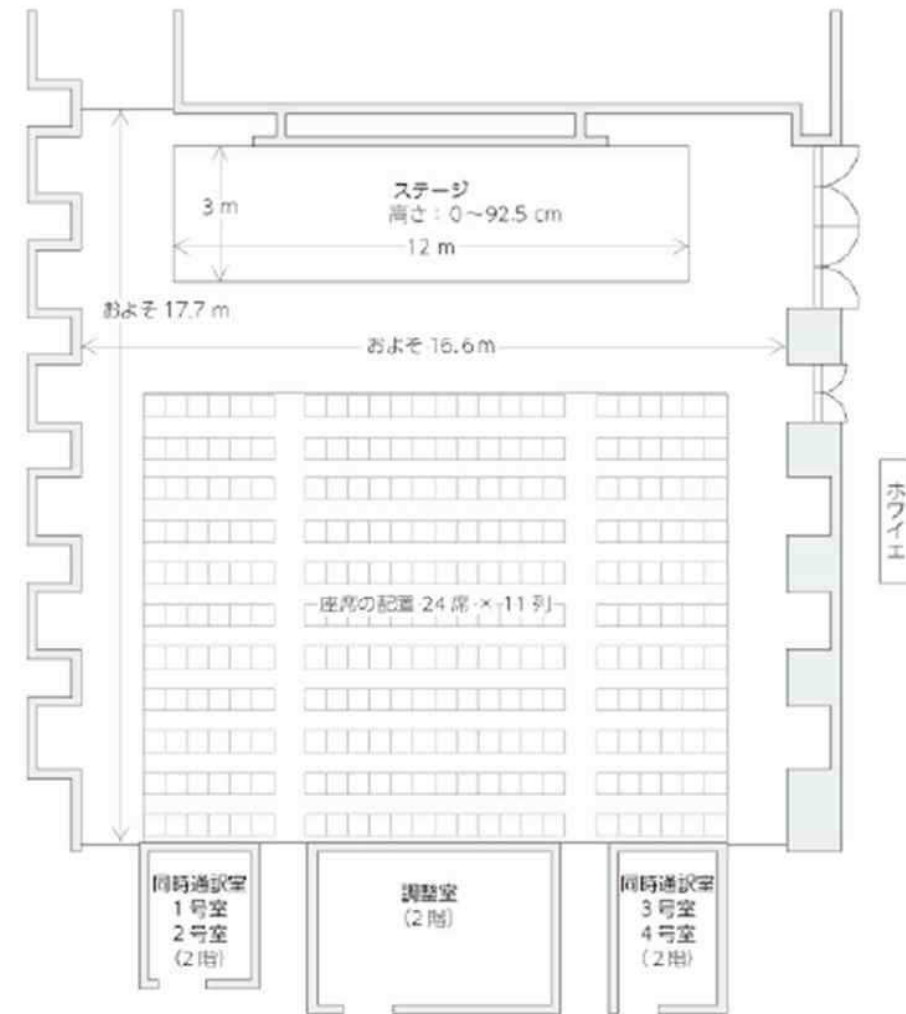 ステージ
高さ：0～92.5 cm
3 m
12 m
およそ 17.7 m
およそ 16.6 m
座席の配置 24 席 × 11 列
ホワイエ
同時通訳室
1 号室
2 号室
(2 階)
調整室
(2 階)
同時通訳室
3 号室
4 号室
(2 階)